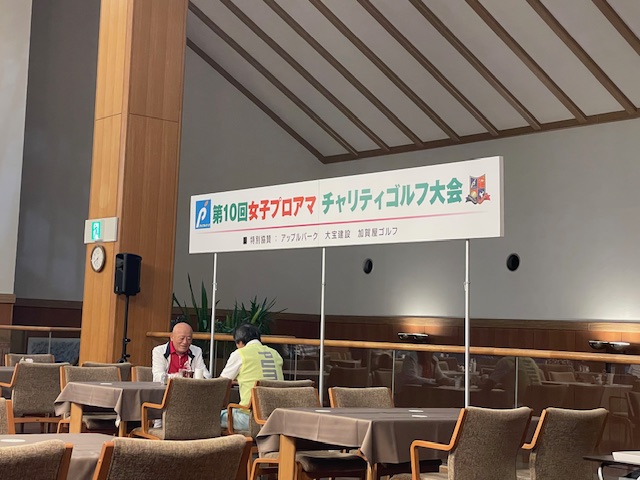 第10回女子プロアマ チャリティゴルフ大会
■ 特別協賛 : アップルパーク 大宝建設 加賀屋ゴルフ